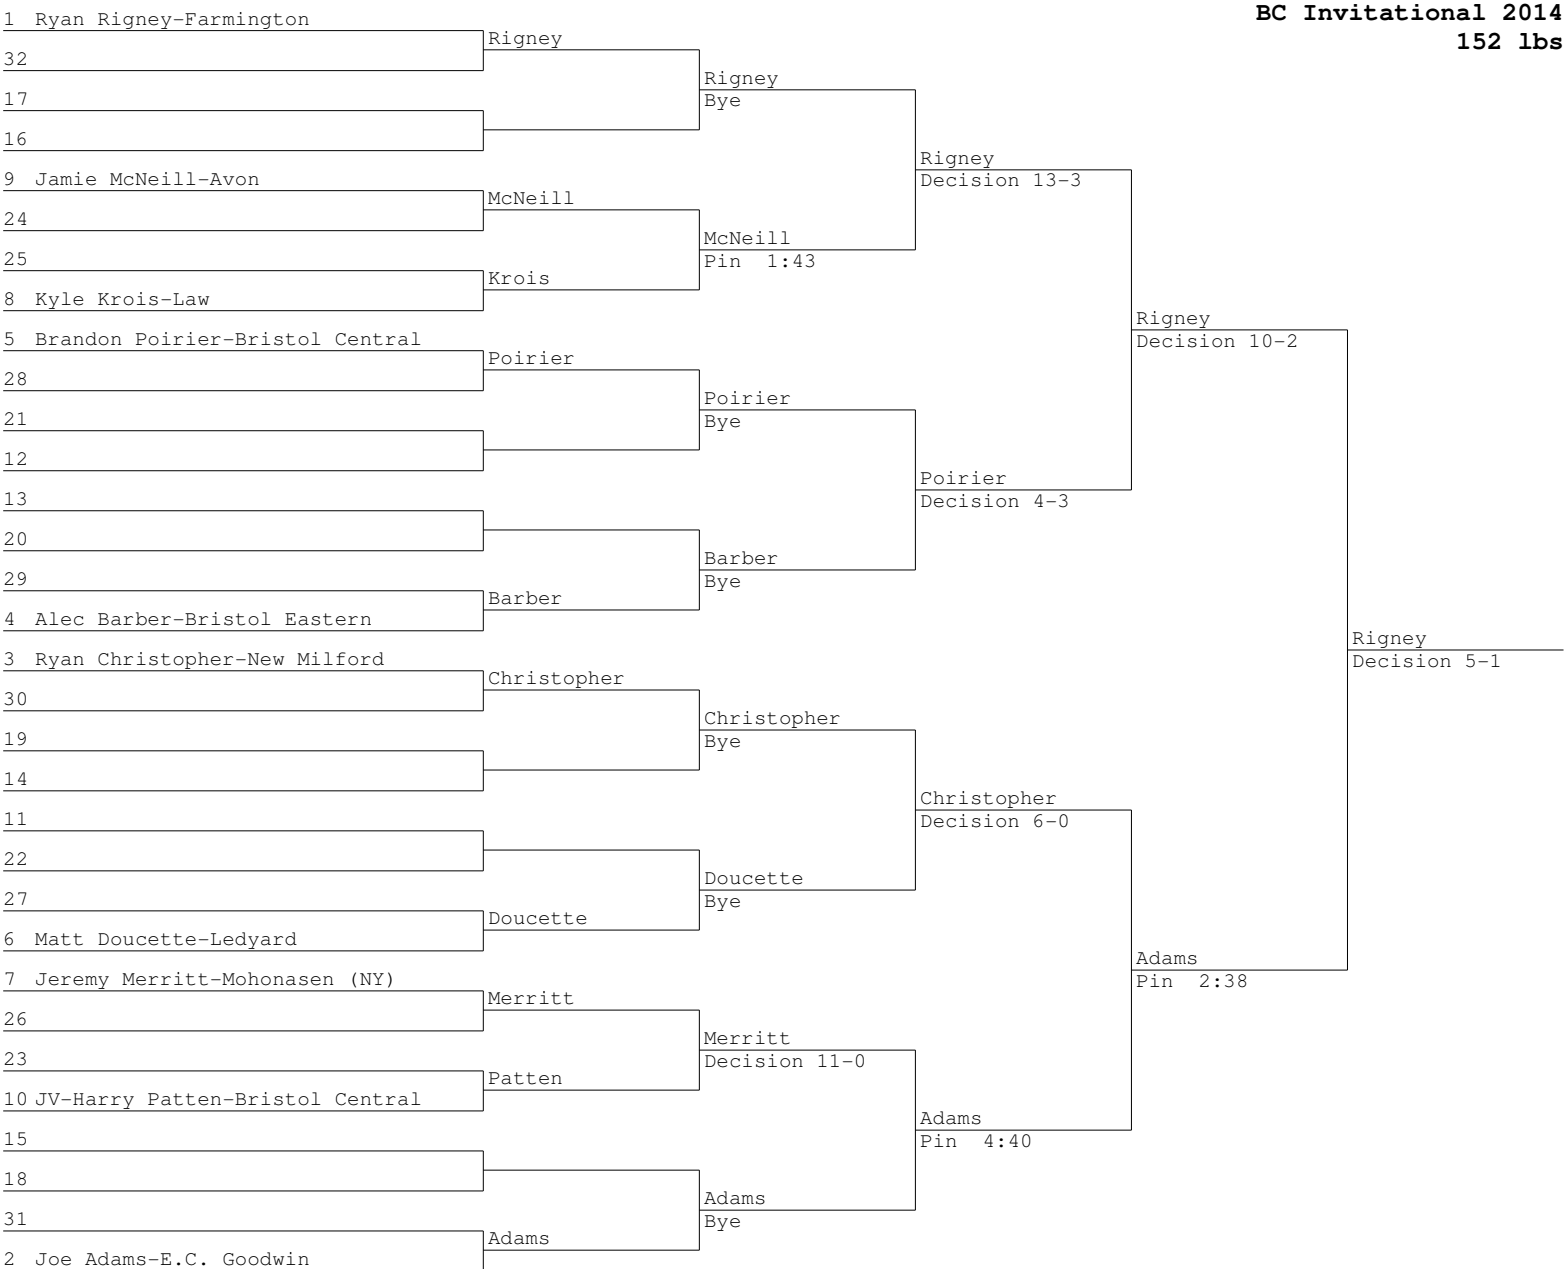 BC Invitational 2014
152 lbs
1 Ryan Rigney-Farmington
32
17
16
9 Jamie McNeill-Avon
24
25
8 Kyle Krois-Law
5 Brandon Poirier-Bristol Central
28
21
12
13
20
29
4 Alec Barber-Bristol Eastern
3 Ryan Christopher-New Milford
30
19
14
11
22
27
6 Matt Doucette-Ledyard
7 Jeremy Merritt-Mohonasen (NY)
26
23
10 JV-Harry Patten-Bristol Central
15
18
31
2 Joe Adams-E.C. Goodwin
Rigney
McNeill
Krois
Poirier
Barber
Christopher
Doucette
Merritt
Patten
Adams
Rigney
Bye
McNeill
Pin 1:43
Poirier
Bye
Barber
Bye
Christopher
Bye
Doucette
Bye
Merritt
Decision 11-0
Adams
Bye
Rigney
Decision 13-3
Poirier
Decision 4-3
Christopher
Decision 6-0
Adams
Pin 4:40
Rigney
Decision 10-2
Adams
Pin 2:38
Rigney
Decision 5-1